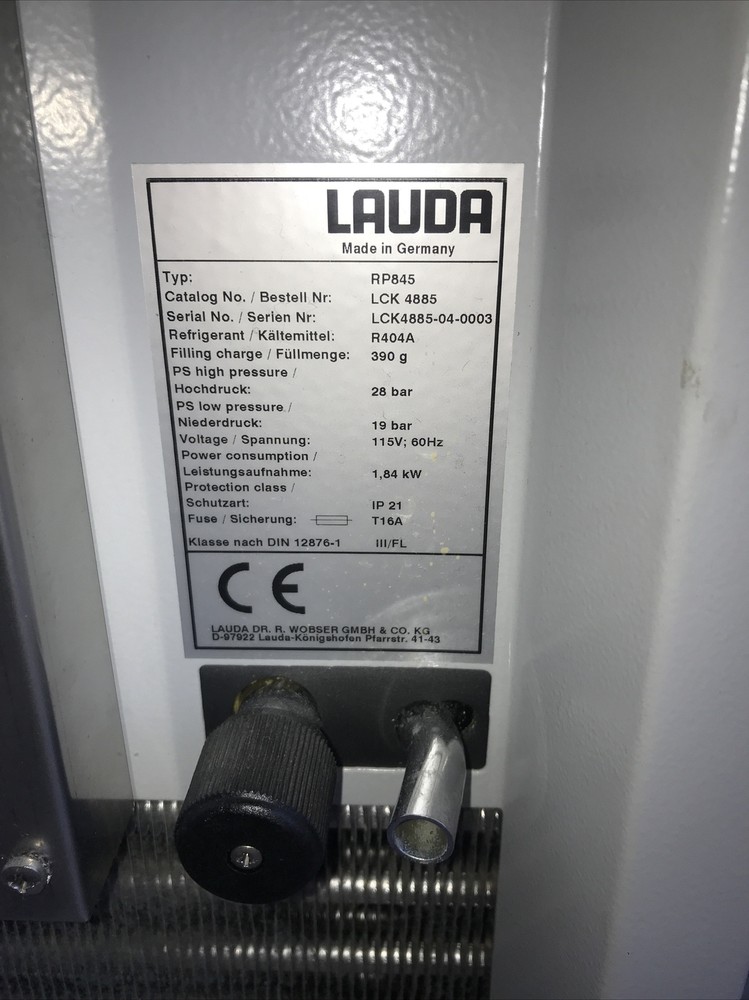 LAUDA
Made in Germany
Typ: RP845
Catalog No. / Bestell Nr: LCK 4885
Serial No. / Serien Nr: LCK4885-04-0003
Refrigerant / Kältemittel: R404A
Filling charge / Füllmenge: 390 g
PS high pressure /
Hochdruck: 28 bar
PS low pressure /
Niederdruck: 19 bar
Voltage / Spannung: 115V; 60Hz
Power consumption /
Leistungsaufnahme: 1,84 kW
Protection class /
Schutzart: IP 21
Fuse / Sicherung: T16A
Klasse nach DIN 12876-1 III/FL
CE
LAUDA DR. R. WOBSER GMBH & CO. KG
D-97922 Lauda-Königshofen Pfarrstr. 41-43